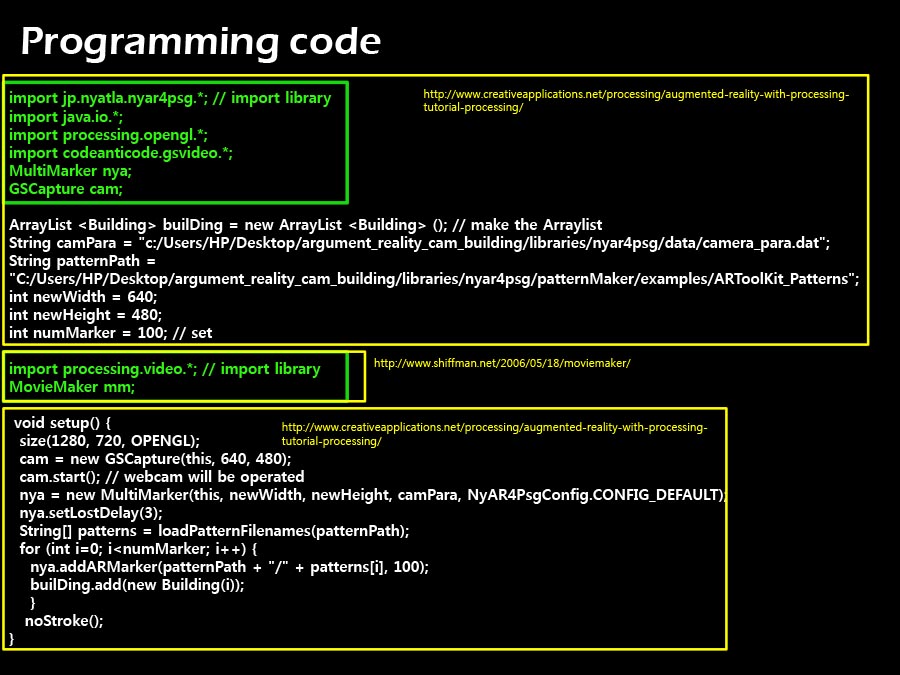 Programming code
import jp.nyatla.nyar4psg.*; // import library
http://www.creativeapplications.net/processing/augmented-reality-with-processing-
tutorial-processing/
import java.io.*;
import processing.opengl.*;
import codeanticode.gsvideo.*;
MultiMarker nya;
GSCapture cam;
ArrayList <Building> builDing = new ArrayList <Building> (); // make the Arraylist
String camPara = "c:/Users/HP/Desktop/argument_reality_cam_building/libraries/nyar4psg/data/camera_para.dat";
String patternPath =
"C:/Users/HP/Desktop/argument_reality_cam_building/libraries/nyar4psg/patternMaker/examples/ARToolKit_Patterns";
int newWidth = 640;
int newHeight = 480;
int numMarker = 100; // set
import processing.video.*; // import library
http://www.shiffman.net/2006/05/18/moviemaker/
MovieMaker mm;
void setup() {
http://www.creativeapplications.net/processing/augmented-reality-with-processing-
tutorial-processing/
size(1280, 720, OPENGL);
cam = new GSCapture(this, 640, 480);
cam.start(); // webcam will be operated
nya = new MultiMarker(this, newWidth, newHeight, camPara, NyAR4PsgConfig.CONFIG_DEFAULT);
nya.setLostDelay(3);
String[] patterns = loadPatternFilenames(patternPath);
for (int i=0; i<numMarker; i++) {
nya.addARMarker(patternPath + "/" + patterns[i], 100);
builDing.add(new Building(i));
}
noStroke();
}